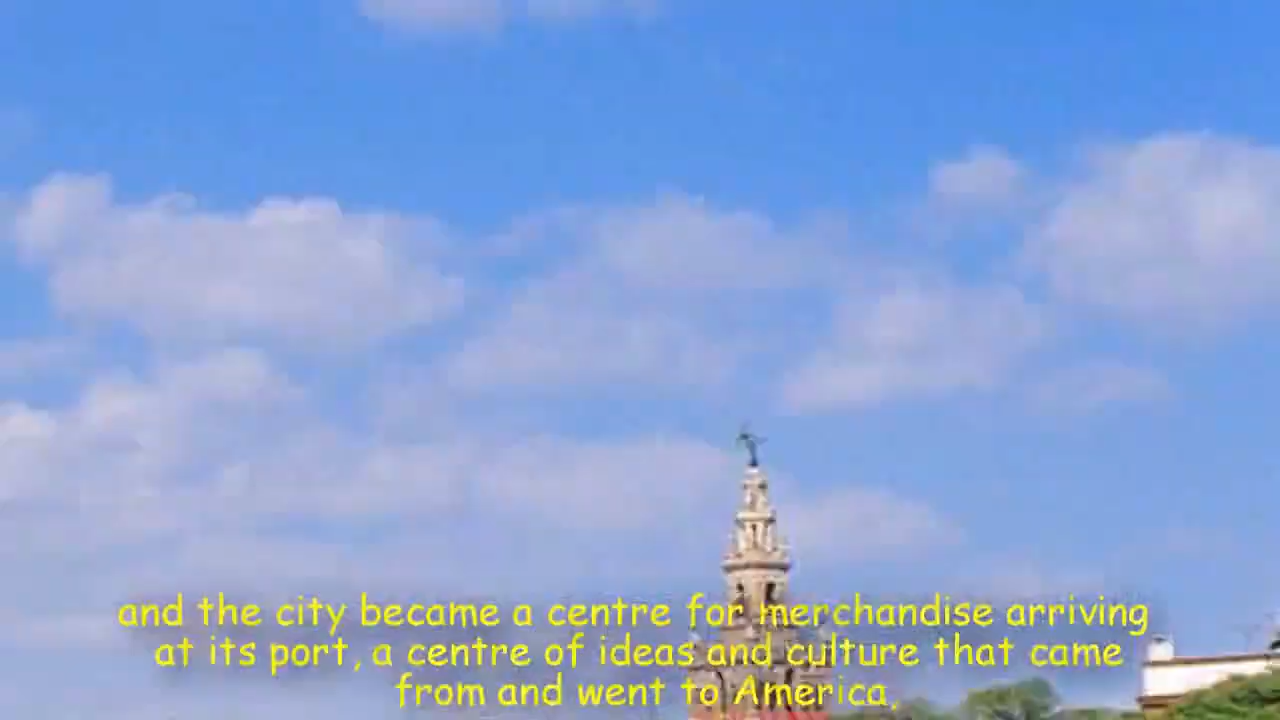 and the city became a centre for merchandise arriving
at its port, a centre of ideas and culture that came
from and went to America,